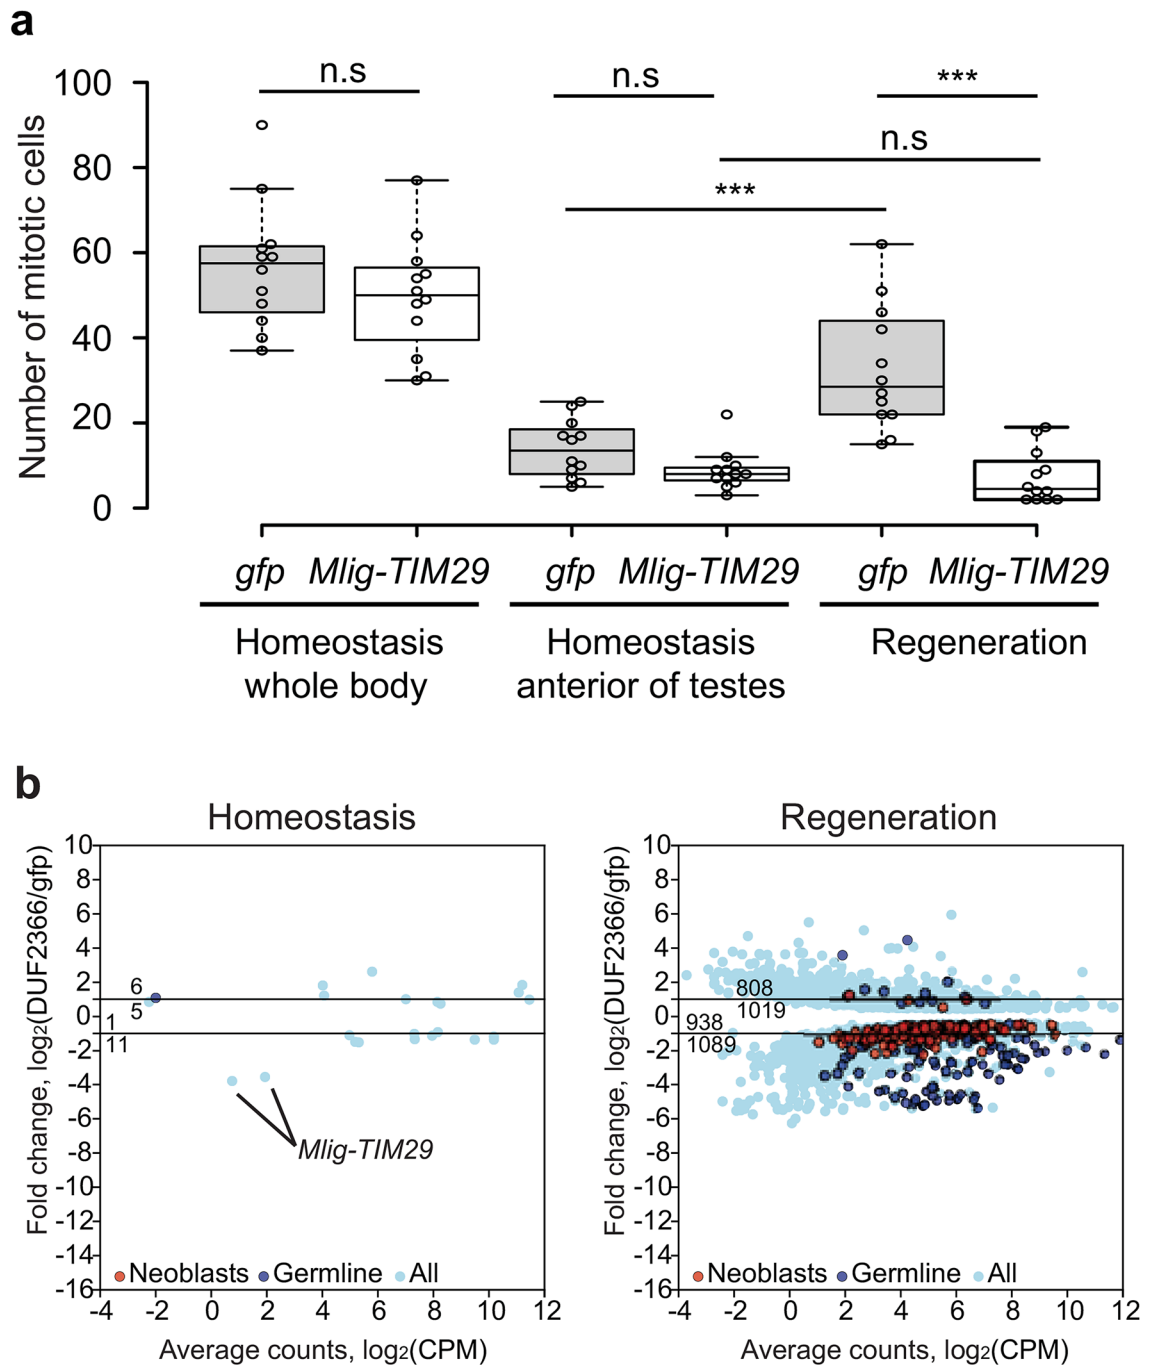 a
Number of mitotic cells
100
80
60
40
20
0
n.s
n.s
***
n.s
***
gfp Mlig-TIM29 gfp Mlig-TIM29 gfp Mlig-TIM29
Homeostasis
whole body
Homeostasis
anterior of testes
Regeneration
b
Homeostasis
Fold change, log2(DUF2366/gfp)
10
8
6
4
2
0
-2
-4
-6
-8
-10
-12
-14
-16
6
5
1
11
Mlig-TIM29
Neoblasts Germline All
-4 -2 0 2 4 6 8 10 12
Average counts, log2(CPM)
Regeneration
Fold change, log2(DUF2366/gfp)
10
8
6
4
2
0
-2
-4
-6
-8
-10
-12
-14
-16
808
1019
938
1089
Neoblasts Germline All
-4 -2 0 2 4 6 8 10 12
Average counts, log2(CPM)